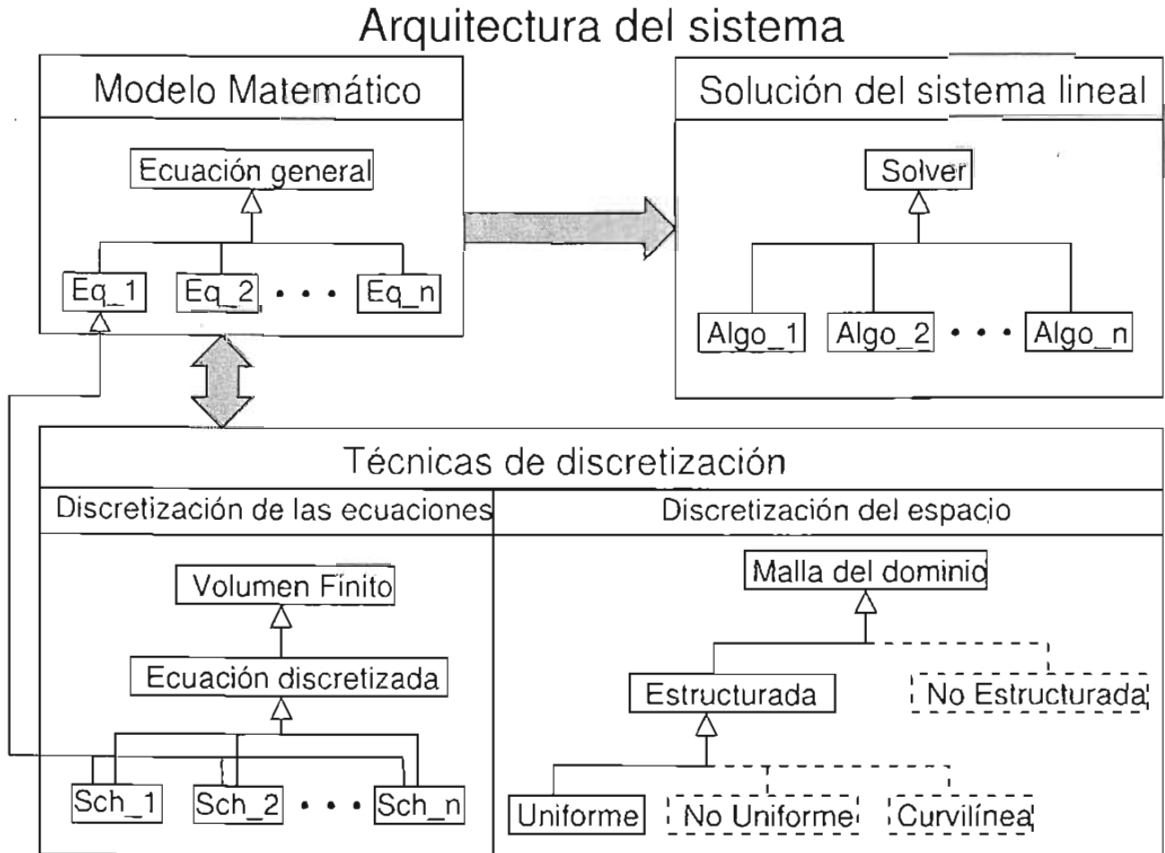 Arquitectura del sistema
Modelo Matemático
Ecuación general
Eq_1 Eq_2 • • • Eq_n
Solución del sistema lineal
Solver
Algo_1 Algo_2 • • • Algo_n
Técnicas de discretización
Discretización de las ecuaciones
Volumen Fínito
Ecuación discretizada
Sch_1 Sch_2 • • • Sch_n
Discretización del espacio
Malla del dominio
Estructurada No Estructurada
Uniforme No Uniforme Curvilínea